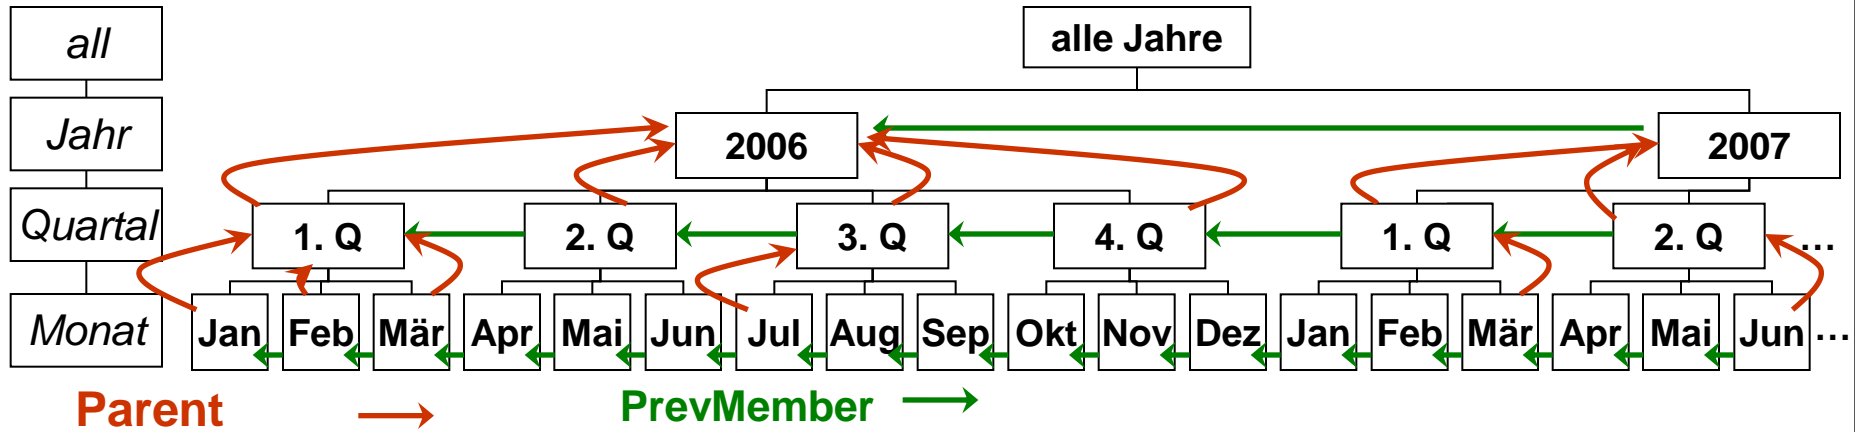 all
alle Jahre
Jahr
2006
2007
Quartal
1. Q
2. Q
3. Q
4. Q
1. Q
2. Q
...
Monat
Jan
Feb
Mär
Apr
Mai
Jun
Jul
Aug
Sep
Okt
Nov
Dez
Jan
Feb
Mär
Apr
Mai
Jun
...
Parent
PrevMember